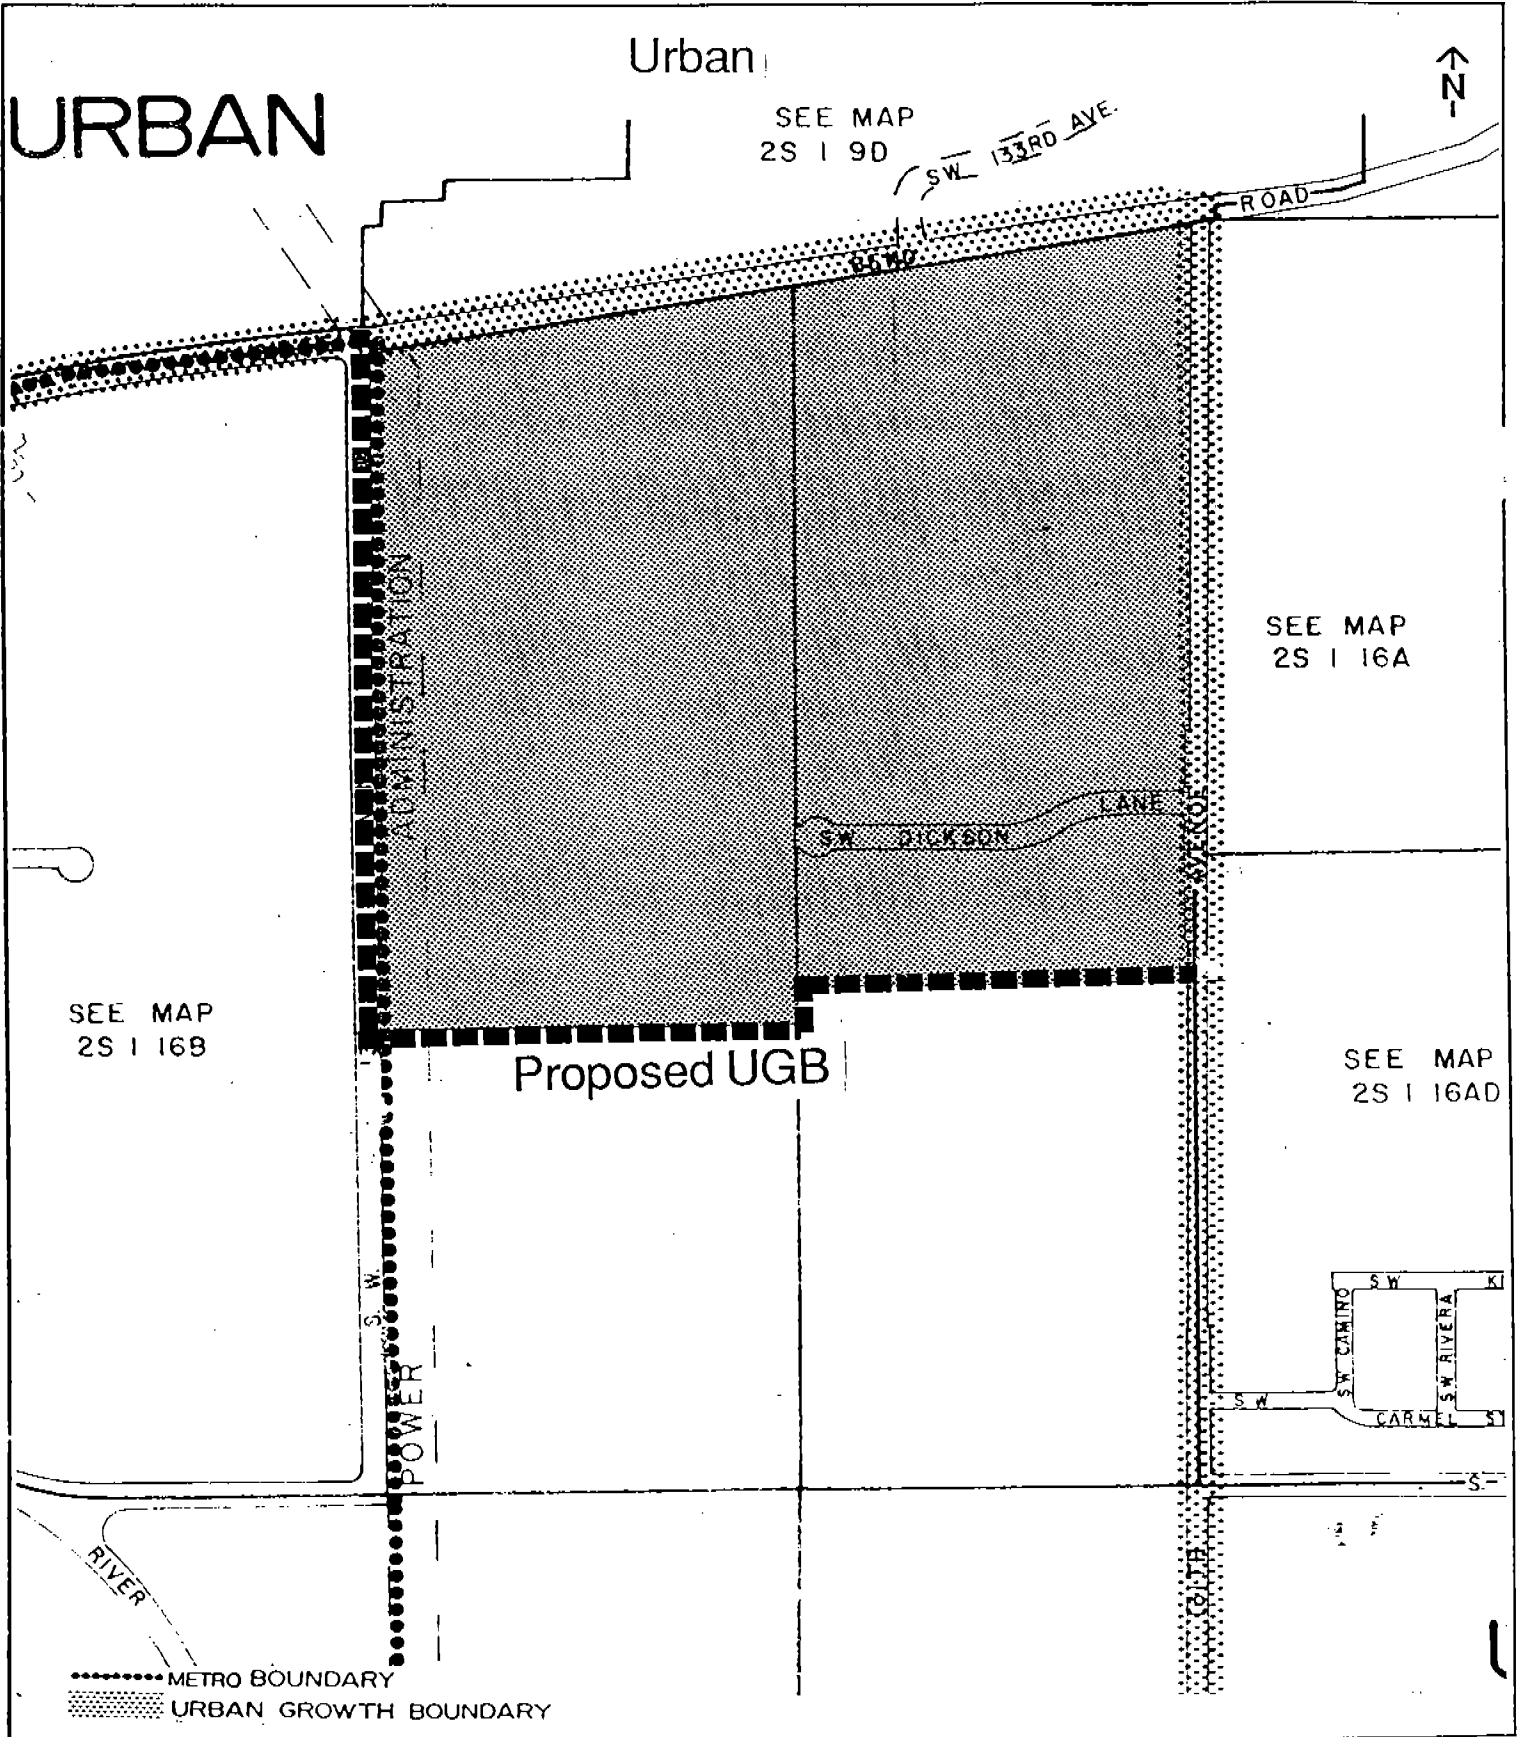 Urban
N
URBAN
SEE MAP
2S 1 9D
SW 133RD AVE.
ROAD
ADMINISTRATION
SEE MAP
2S 1 16A
SW DICKSON LANE
AVENUE
SEE MAP
2S 1 16B
Proposed UGB
SEE MAP
2S 1 16AD
S. W.
SW
K
SW CAMINO
SW RIVERA
POWER
SW
CARMEL
S
S
RIVER
METRO BOUNDARY
URBAN GROWTH BOUNDARY